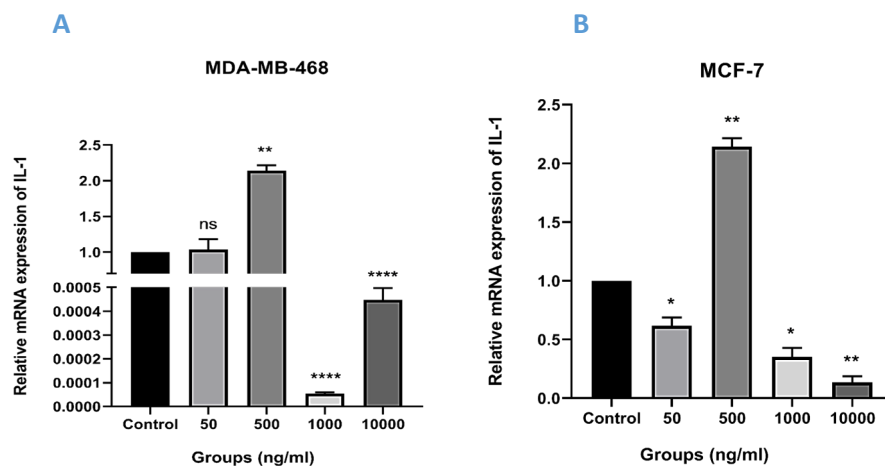 A
MDA-MB-468
Relative mRNA expression of IL-1
2.5
2.0
1.5
1.0
0.0005
0.0004
0.0003
0.0002
0.0001
0.0000
ns
**
****
****
Control 50 500 1000 10000
Groups (ng/ml)
B
MCF-7
Relative mRNA expression of IL-1
2.5
2.0
1.5
1.0
0.5
0.0
*
**
*
**
Control 50 500 1000 10000
Groups (ng/ml)